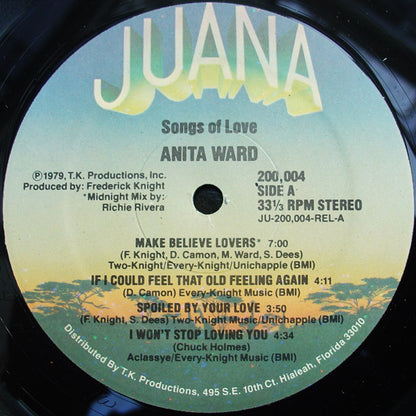 JUANA
Songs of Love
ANITA WARD
℗1979, T.K. Productions, Inc.
Produced by: Frederick Knight
*Midnight Mix by:
Richie Rivera
200,004
SIDE A
33⅓ RPM STEREO
JU-200,004-REL-A
MAKE BELIEVE LOVERS* 7:00
(F. Knight, D. Camon, M. Ward, S. Dees)
Two-Knight/Every-Knight/Unichapple (BMI)
IF I COULD FEEL THAT OLD FEELING AGAIN 4:11
(D. Camon) Every-Knight Music (BMI)
SPOILED BY YOUR LOVE 3:50
(F. Knight, S. Dees) Two-Knight Music/Unichappell (BMI)
I WON'T STOP LOVING YOU 4:34
(Chuck Holmes)
Aclassye/Every-Knight Music (BMI)
Distributed By T.K. Productions, 495 S.E. 10th Ct. Hialeah, Florida 33010.